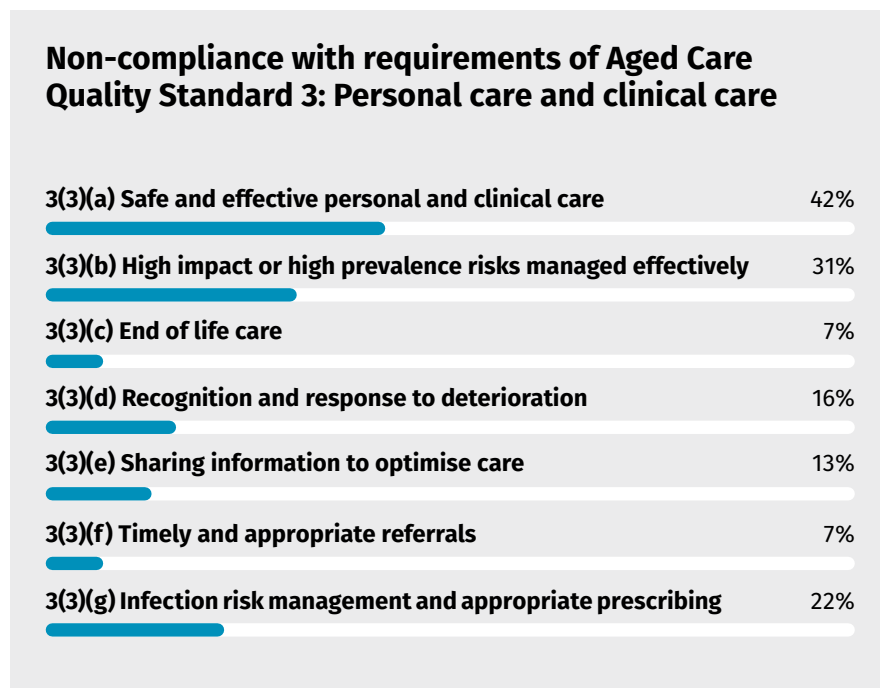 Non-compliance with requirements of Aged Care
Quality Standard 3: Personal care and clinical care
3(3)(a) Safe and effective personal and clinical care 42%
3(3)(b) High impact or high prevalence risks managed effectively 31%
3(3)(c) End of life care 7%
3(3)(d) Recognition and response to deterioration 16%
3(3)(e) Sharing information to optimise care 13%
3(3)(f) Timely and appropriate referrals 7%
3(3)(g) Infection risk management and appropriate prescribing 22%